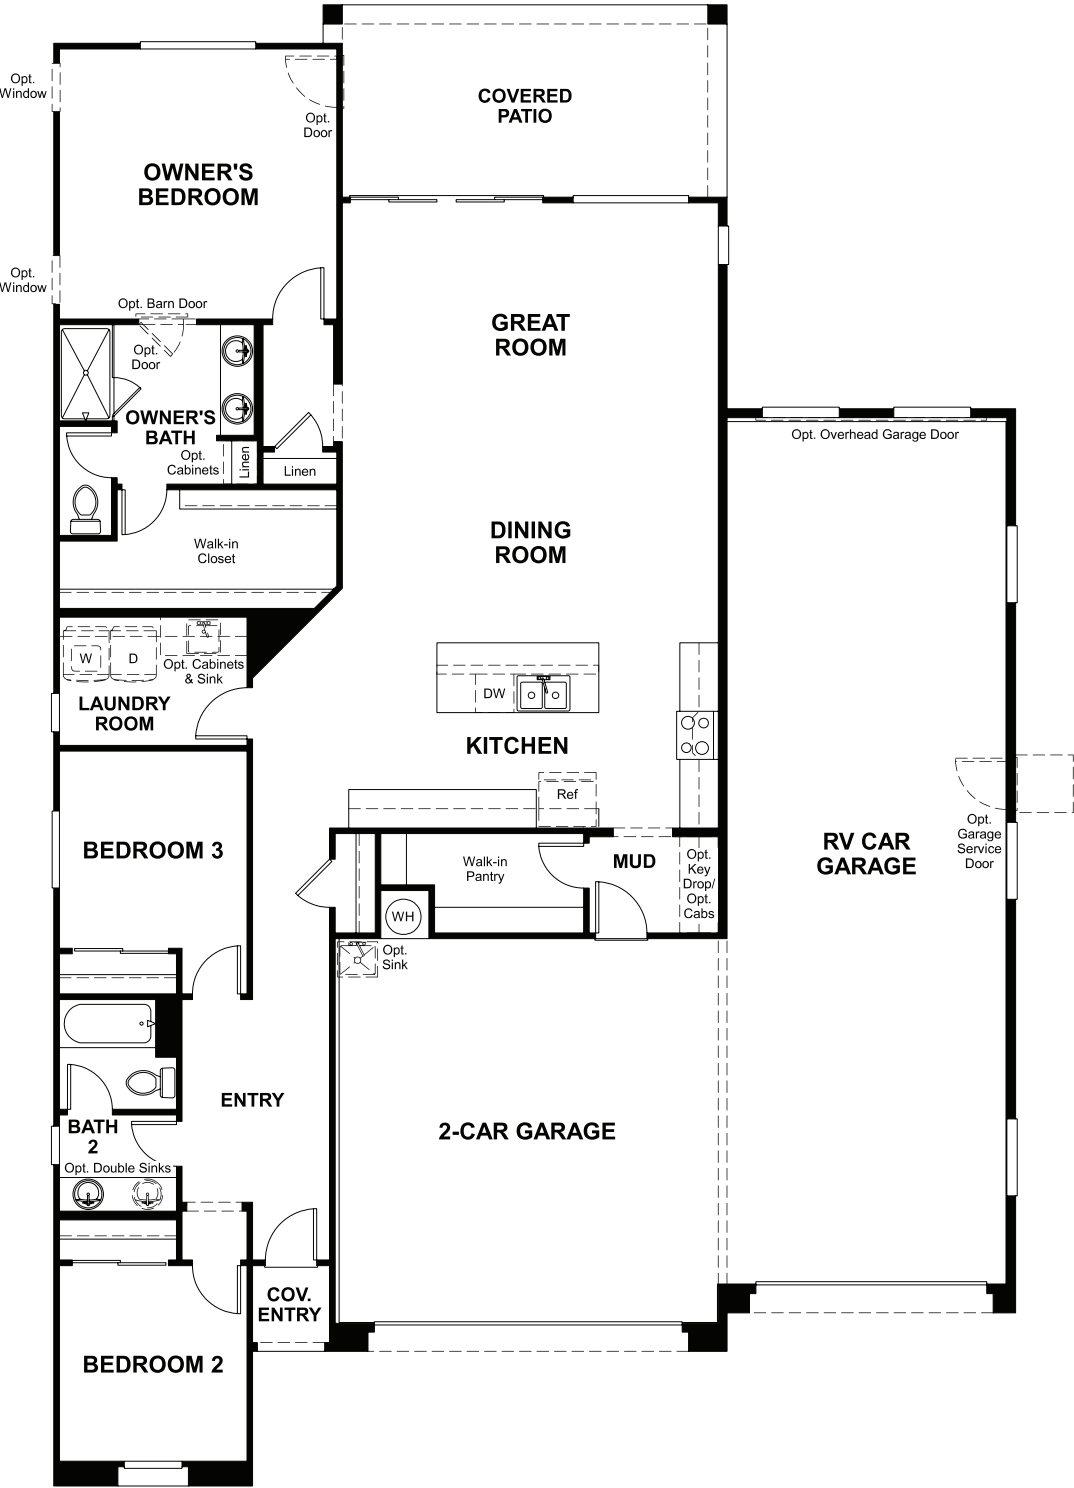 COVERED
PATIO
Opt.
Window
Opt.
Door
OWNER'S
BEDROOM
Opt.
Window
Opt. Barn Door
Opt.
Door
GREAT
ROOM
OWNER'S
BATH
Opt.
Cabinets
Linen
Linen
Opt. Overhead Garage Door
DINING
ROOM
Walk-in
Closet
W
D
Opt. Cabinets
& Sink
LAUNDRY
ROOM
DW
KITCHEN
Ref
BEDROOM 3
Walk-in
Pantry
MUD
Opt.
Key
Drop/
Opt.
Cabs
RV CAR
GARAGE
Opt.
Garage
Service
Door
WH
Opt.
Sink
ENTRY
BATH
2
Opt. Double Sinks
2-CAR GARAGE
COV.
ENTRY
BEDROOM 2